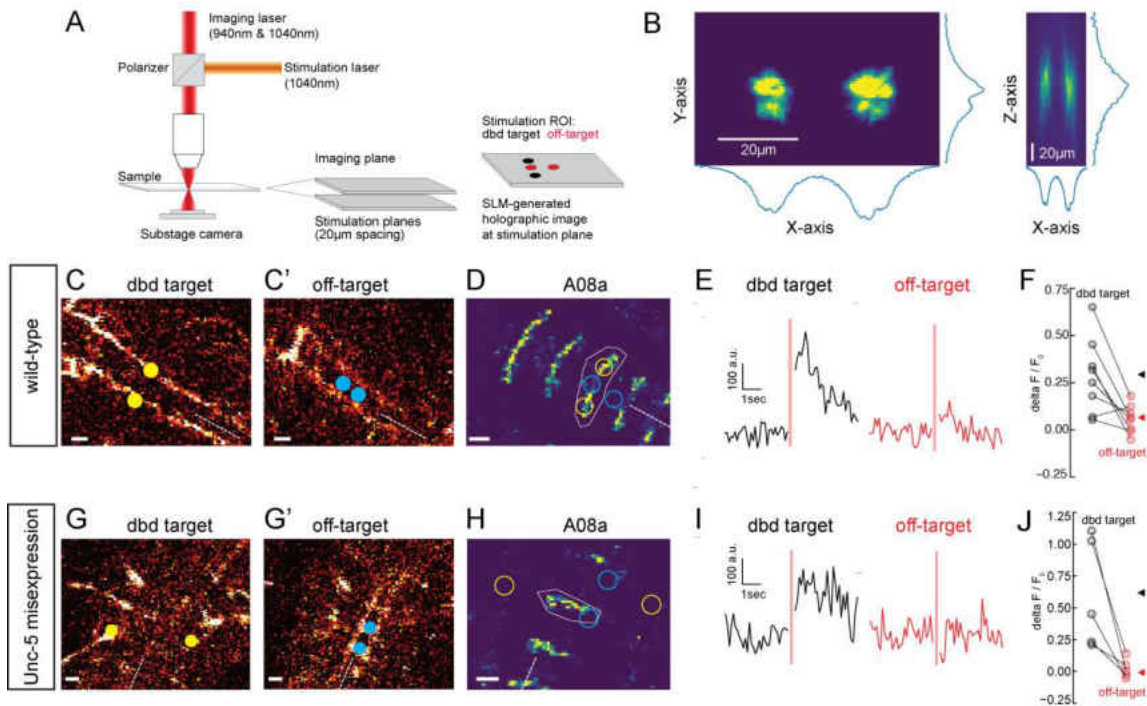 A
Imaging laser
(940nm & 1040nm)
Polarizer
Stimulation laser
(1040nm)
Sample
Substage camera
Imaging plane
Stimulation planes
(20μm spacing)
Stimulation ROI:
dbd target off-target
SLM-generated
holographic image
at stimulation plane
B
Y-axis
20μm
X-axis
Z-axis
20μm
X-axis
wild-type
C dbd target
C' off-target
D A08a
E dbd target off-target
100 a.u.
1sec
F
dbd target
delta F / F0
0.75
0.50
0.25
0.00
−0.25
off-target
Unc-5 misexpression
G dbd target
G' off-target
H A08a
I dbd target off-target
100 a.u.
1sec
J
dbd target
delta F / F0
1.25
1.00
0.75
0.50
0.25
0.00
−0.25
off-target